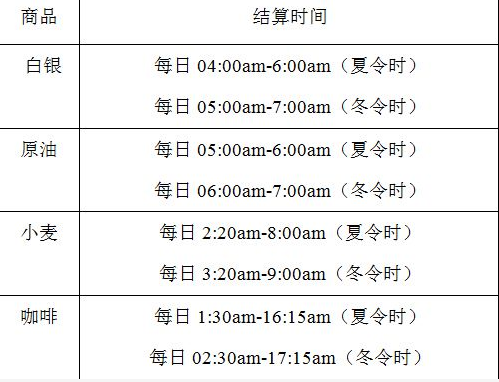 商品 结算时间
白银 每日 04:00am-6:00am（夏令时）
每日 05:00am-7:00am（冬令时）
原油 每日 05:00am-6:00am（夏令时）
每日 06:00am-7:00am（冬令时）
小麦 每日 2:20am-8:00am（夏令时）
每日 3:20am-9:00am（冬令时）
咖啡 每日 1:30am-16:15am（夏令时）
每日 02:30am-17:15am（冬令时）